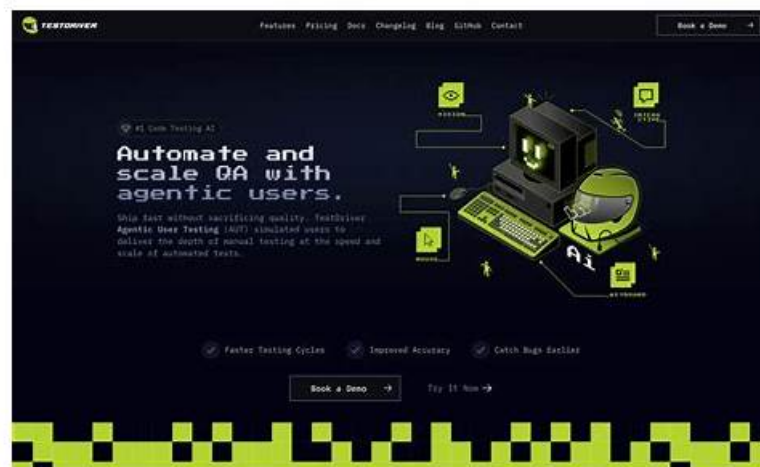 TESTDRIVER
Features Pricing Docs Changelog Blog GitHub Contact
Book a Demo →
#1 Code Testing AI
Automate and
scale QA with
agentic users.
Ship fast without sacrificing quality. TestDriver
Agentic User Testing (AUT) simulated users to
deliver the depth of manual testing at the speed and
scale of automated tests.
VISION
MOUSE
KEYBOARD
Ai
Faster Testing Cycles
Improved Accuracy
Catch Bugs Earlier
Book a Demo →
Try It Now →